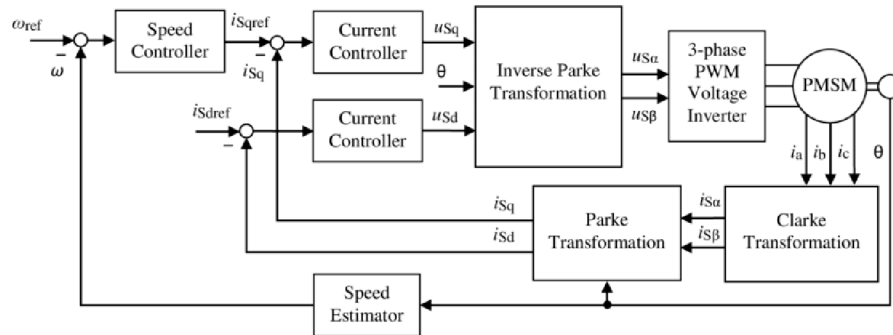 ωref
ω
Speed
Controller
iSqref
iSq
Current
Controller
uSq
θ
iSdref
Current
Controller
uSd
Inverse Parke
Transformation
uSα
uSβ
3-phase
PWM
Voltage
Inverter
PMSM
ia ib ic θ
iSq
iSd
Parke
Transformation
iSα
iSβ
Clarke
Transformation
Speed
Estimator